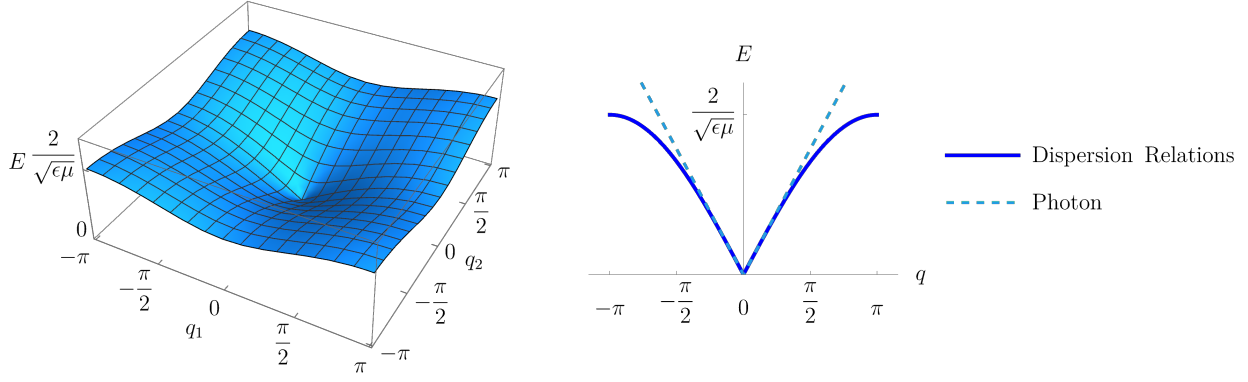 E 2/√ϵμ
0
−π
−π/2
0
π/2
π
q₁
−π
−π/2
0
π/2
π
q₂
E
2/√ϵμ
−π
−π/2
0
π/2
π
q
Dispersion Relations
Photon